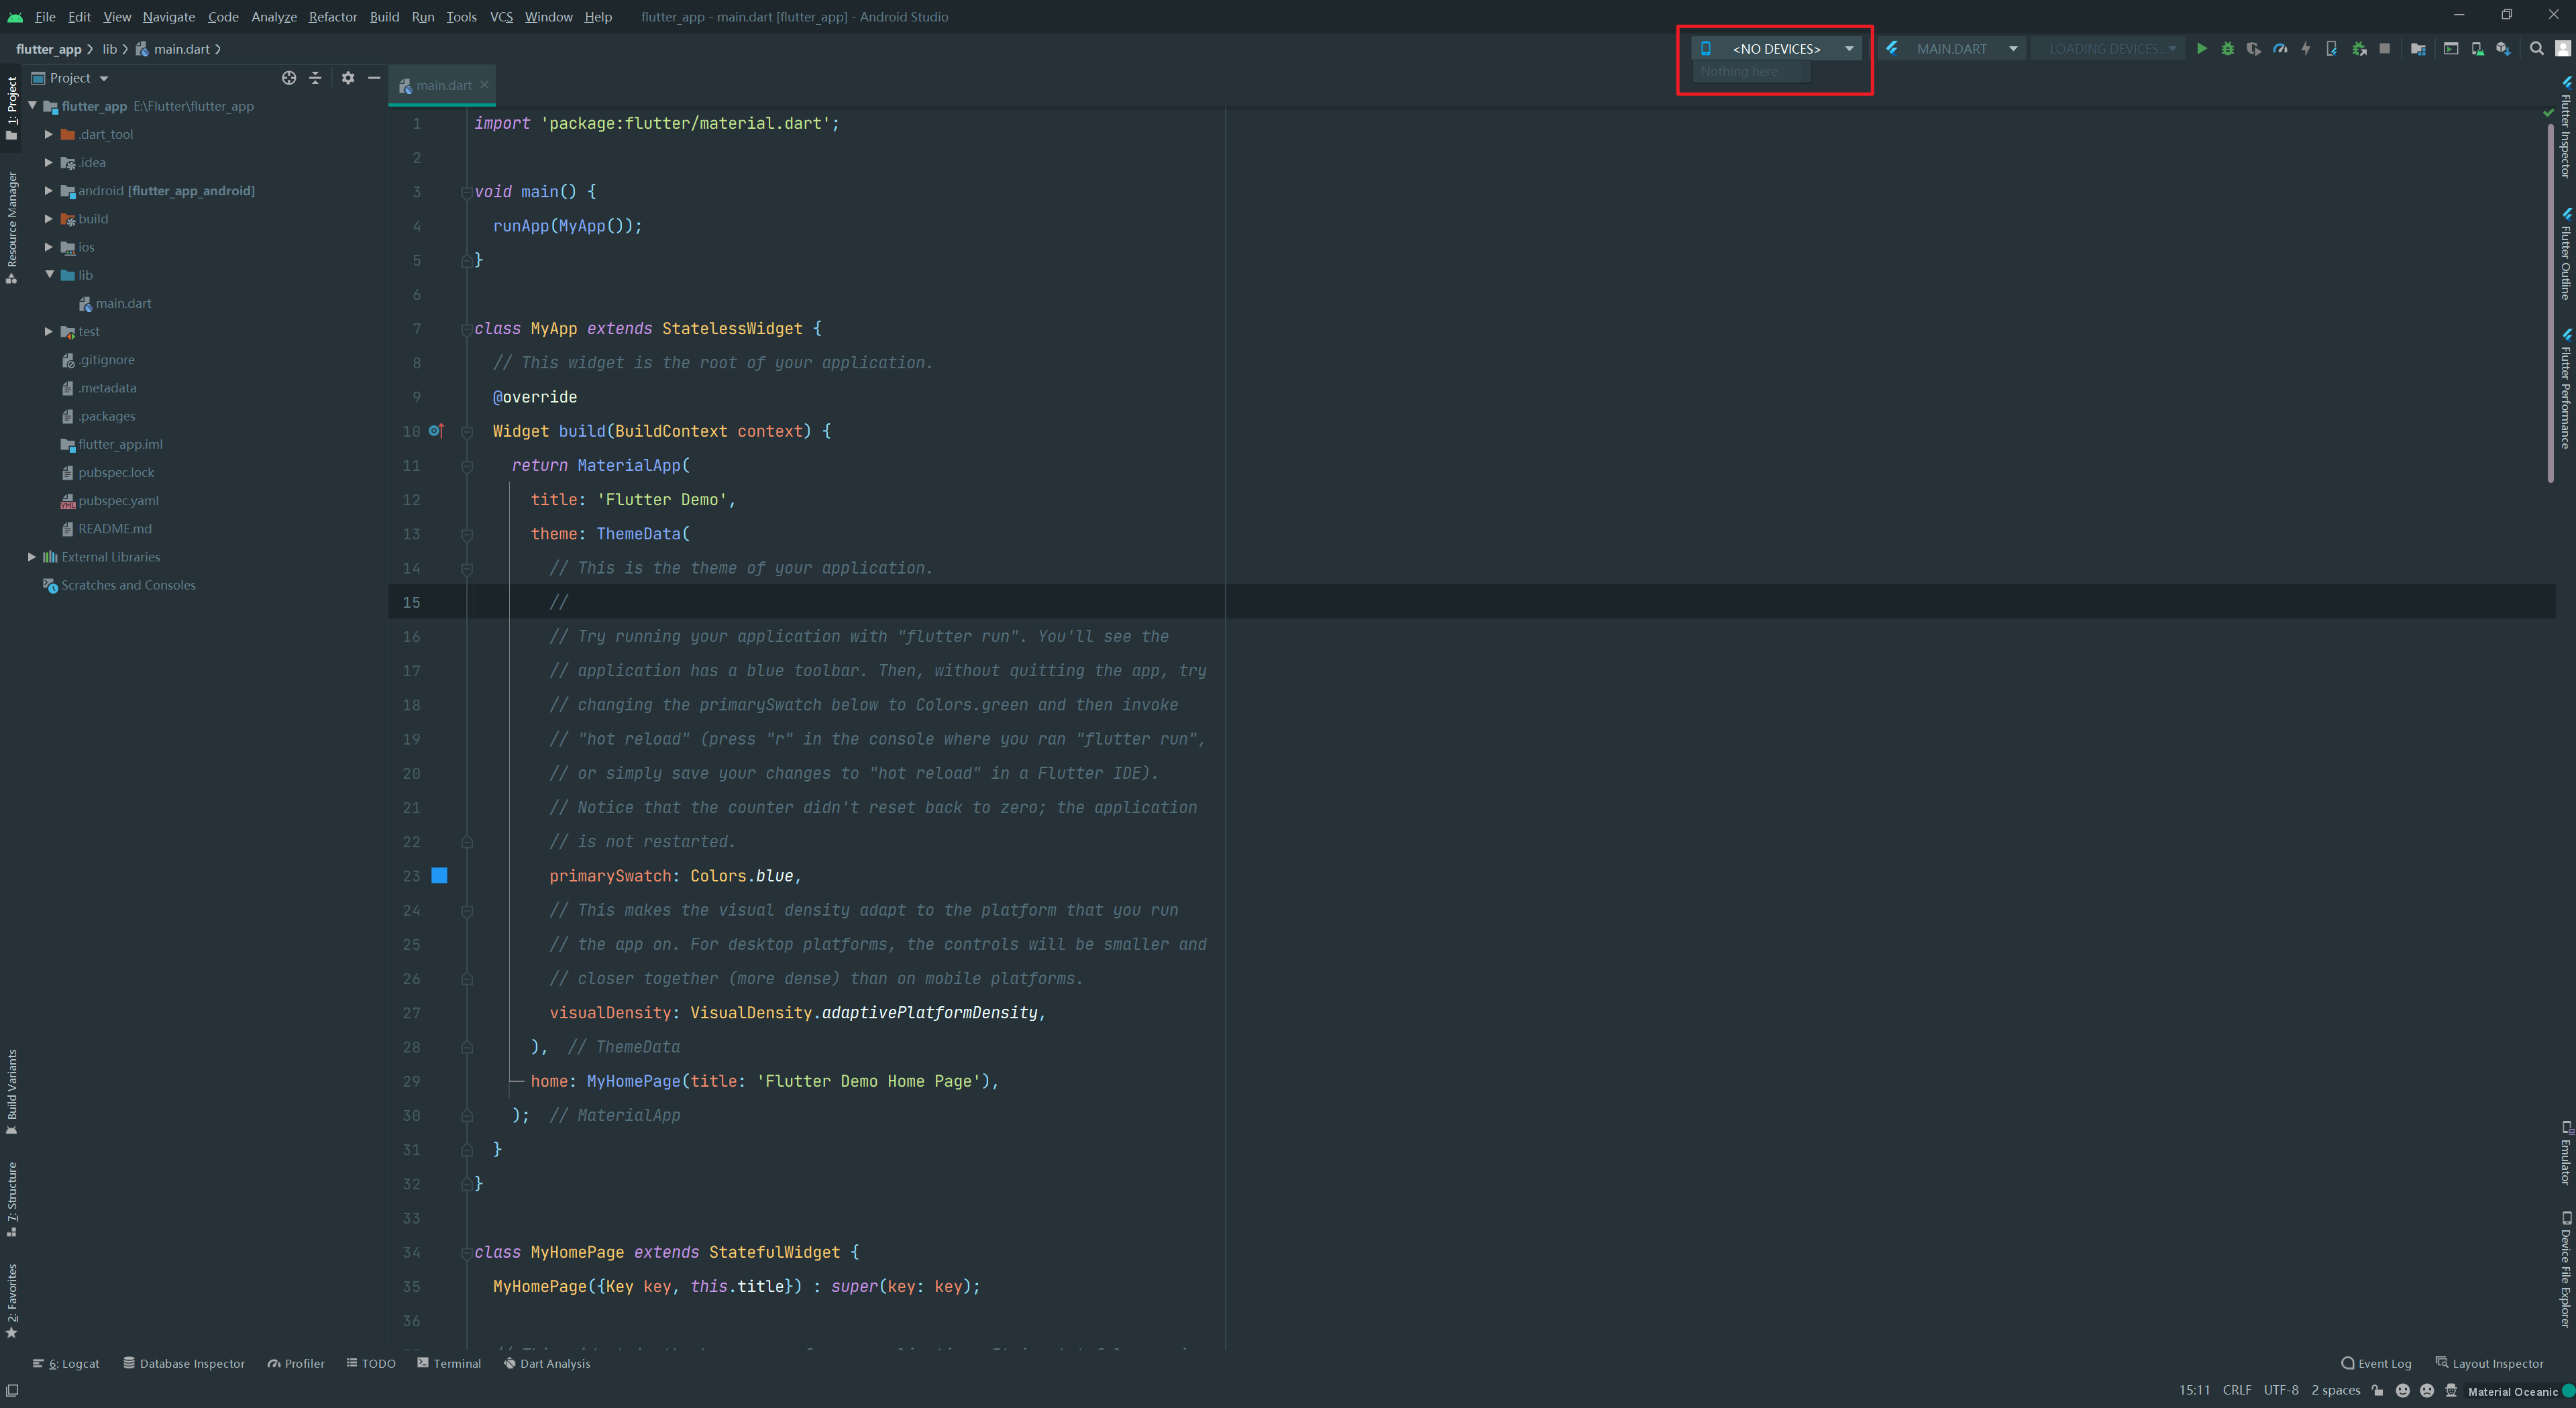 File Edit View Navigate Code Analyze Refactor Build Run Tools VCS Window Help flutter_app - main.dart [flutter_app] - Android Studio
flutter_app lib main.dart
<NO DEVICES> MAIN.DART LOADING DEVICES...
Nothing here
Project
main.dart
1: Project
Resource Manager
Build Variants
7: Structure
2: Favorites
flutter_app E:\Flutter\flutter_app
.dart_tool
.idea
android [flutter_app_android]
build
ios
lib
main.dart
test
.gitignore
.metadata
.packages
flutter_app.iml
pubspec.lock
pubspec.yaml
README.md
External Libraries
Scratches and Consoles
1 import 'package:flutter/material.dart';
2
3 void main() {
4 runApp(MyApp());
5 }
6
7 class MyApp extends StatelessWidget {
8 // This widget is the root of your application.
9 @override
10 Widget build(BuildContext context) {
11 return MaterialApp(
12 title: 'Flutter Demo',
13 theme: ThemeData(
14 // This is the theme of your application.
15 //
16 // Try running your application with "flutter run". You'll see the
17 // application has a blue toolbar. Then, without quitting the app, try
18 // changing the primarySwatch below to Colors.green and then invoke
19 // "hot reload" (press "r" in the console where you ran "flutter run",
20 // or simply save your changes to "hot reload" in a Flutter IDE).
21 // Notice that the counter didn't reset back to zero; the application
22 // is not restarted.
23 primarySwatch: Colors.blue,
24 // This makes the visual density adapt to the platform that you run
25 // the app on. For desktop platforms, the controls will be smaller and
26 // closer together (more dense) than on mobile platforms.
27 visualDensity: VisualDensity.adaptivePlatformDensity,
28 ), // ThemeData
29 home: MyHomePage(title: 'Flutter Demo Home Page'),
30 ); // MaterialApp
31 }
32 }
33
34 class MyHomePage extends StatefulWidget {
35 MyHomePage({Key key, this.title}) : super(key: key);
36
Flutter Inspector
Flutter Outline
Flutter Performance
Emulator
Device File Explorer
6: Logcat Database Inspector Profiler TODO Terminal Dart Analysis Event Log Layout Inspector
15:11 CRLF UTF-8 2 spaces Material Oceanic